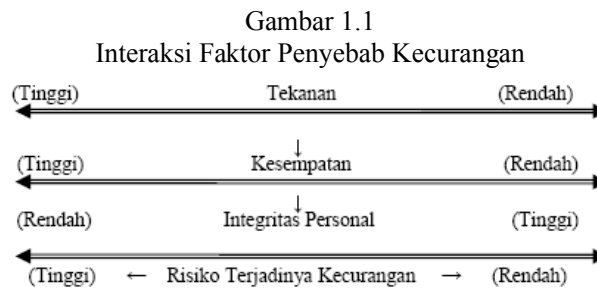 Gambar 1.1
Interaksi Faktor Penyebab Kecurangan
(Tinggi) Tekanan (Rendah)
↓
(Tinggi) Kesempatan (Rendah)
↓
(Rendah) Integritas Personal (Tinggi)
(Tinggi) ← Risiko Terjadinya Kecurangan → (Rendah)